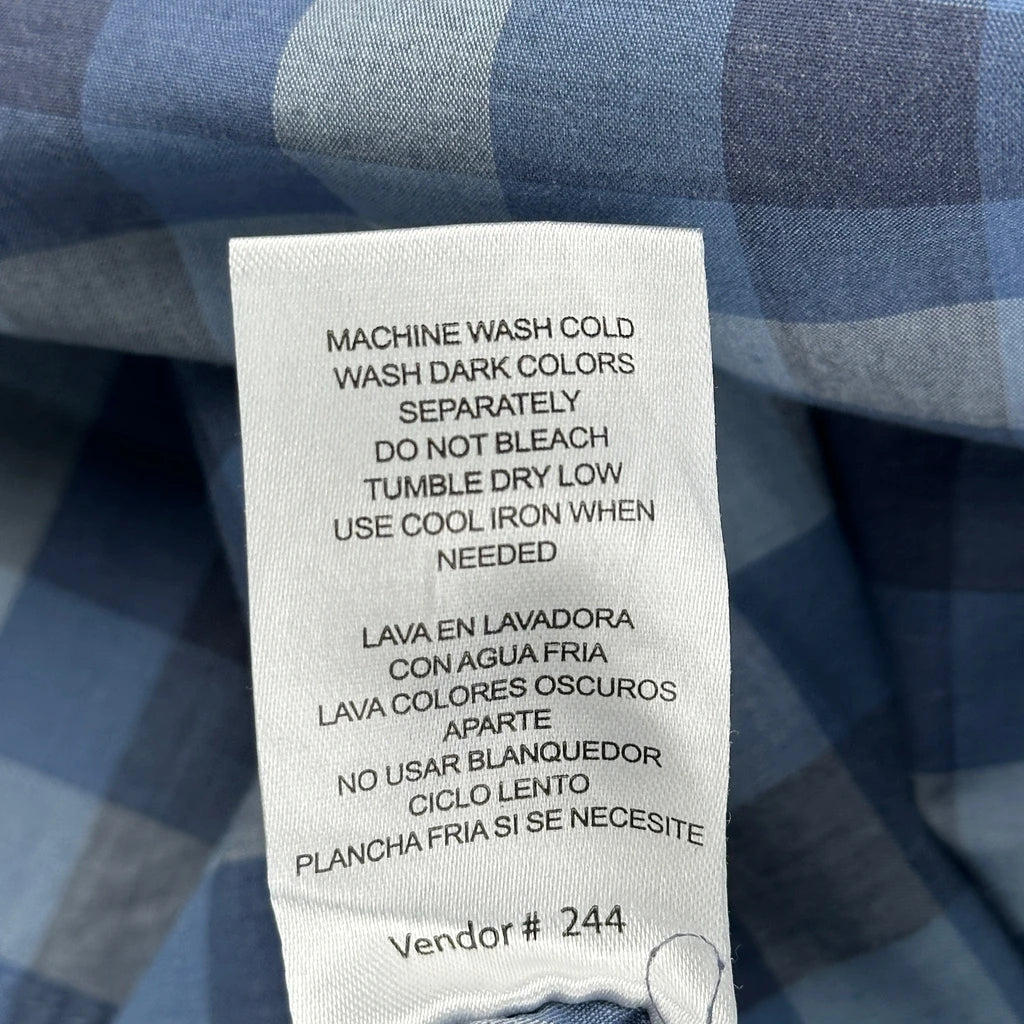 MACHINE WASH COLD
WASH DARK COLORS
SEPARATELY
DO NOT BLEACH
TUMBLE DRY LOW
USE COOL IRON WHEN
NEEDED
LAVA EN LAVADORA
CON AGUA FRIA
LAVA COLORES OSCUROS
APARTE
NO USAR BLANQUEDOR
CICLO LENTO
PLANCHA FRIA SI SE NECESITE
Vendor # 244